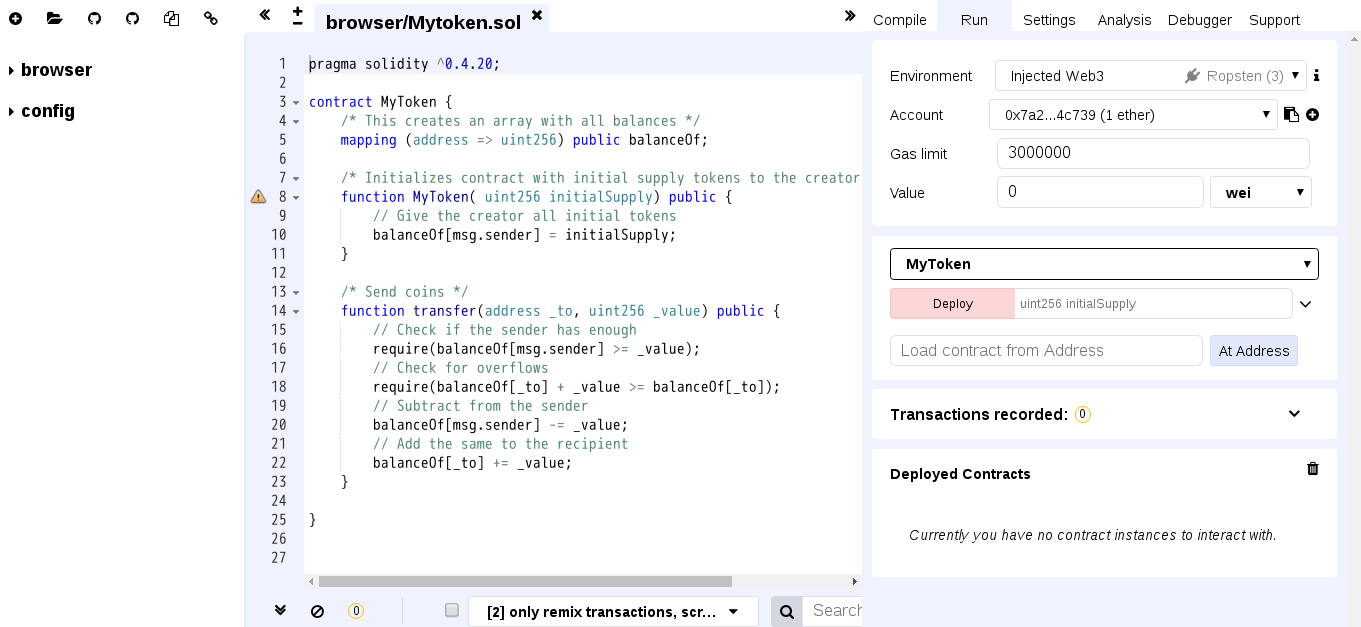 browser/Mytoken.sol
Compile Run Settings Analysis Debugger Support
browser
config
1 pragma solidity ^0.4.20;
2
3 contract MyToken {
4 /* This creates an array with all balances */
5 mapping (address => uint256) public balanceOf;
6
7 /* Initializes contract with initial supply tokens to the creator
8 function MyToken( uint256 initialSupply) public {
9 // Give the creator all initial tokens
10 balanceOf[msg.sender] = initialSupply;
11 }
12
13 /* Send coins */
14 function transfer(address _to, uint256 _value) public {
15 // Check if the sender has enough
16 require(balanceOf[msg.sender] >= _value);
17 // Check for overflows
18 require(balanceOf[_to] + _value >= balanceOf[_to]);
19 // Subtract from the sender
20 balanceOf[msg.sender] -= _value;
21 // Add the same to the recipient
22 balanceOf[_to] += _value;
23 }
24
25 }
26
27
0 [2] only remix transactions, scr... Search
Environment Injected Web3 Ropsten (3)
Account 0x7a2...4c739 (1 ether)
Gas limit 3000000
Value 0 wei
MyToken
Deploy uint256 initialSupply
Load contract from Address At Address
Transactions recorded: 0
Deployed Contracts
Currently you have no contract instances to interact with.